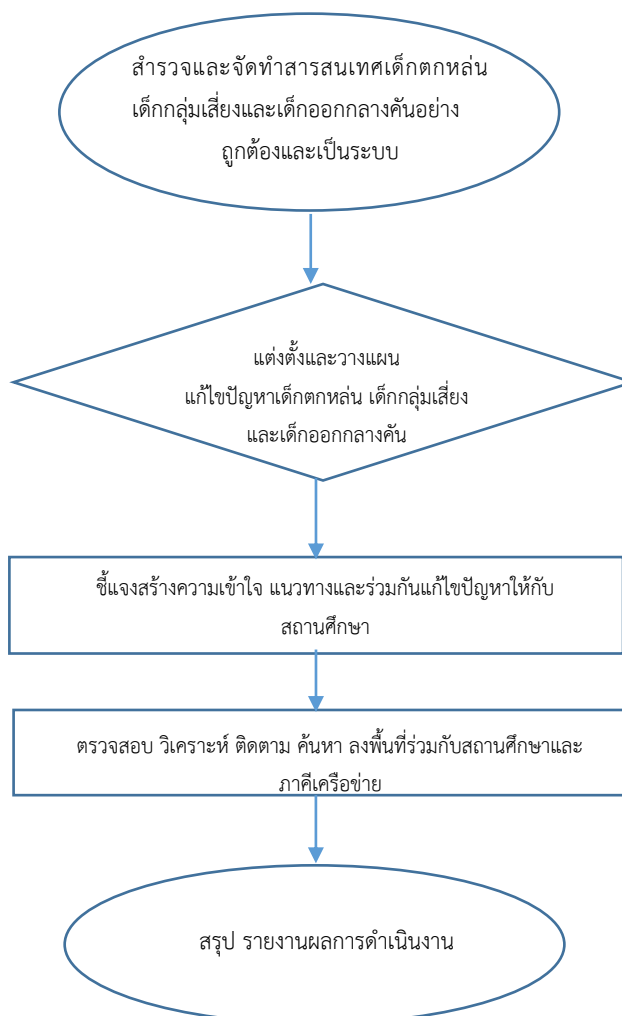 สำรวจและจัดทำสารสนเทศเด็กตกหล่น
เด็กกลุ่มเสี่ยงและเด็กออกกลางคันอย่าง
ถูกต้องและเป็นระบบ
แต่งตั้งและวางแผน
แก้ไขปัญหาเด็กตกหล่น เด็กกลุ่มเสี่ยง
และเด็กออกกลางคัน
ชี้แจงสร้างความเข้าใจ แนวทางและร่วมกันแก้ไขปัญหาให้กับ
สถานศึกษา
ตรวจสอบ วิเคราะห์ ติดตาม ค้นหา ลงพื้นที่ร่วมกับสถานศึกษาและ
ภาคีเครือข่าย
สรุป รายงานผลการดำเนินงาน